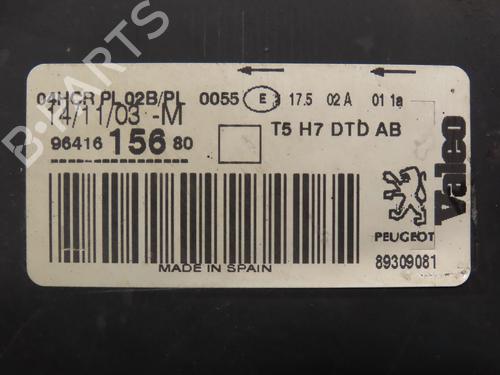 04HCR PL 02B/PL 0055 E 17.5 02 A 01 1a
14/11/03 -M
96416 156 80
T5 H7 DTD AB
Valeo
PEUGEOT
MADE IN SPAIN
89309081
B-PARTS